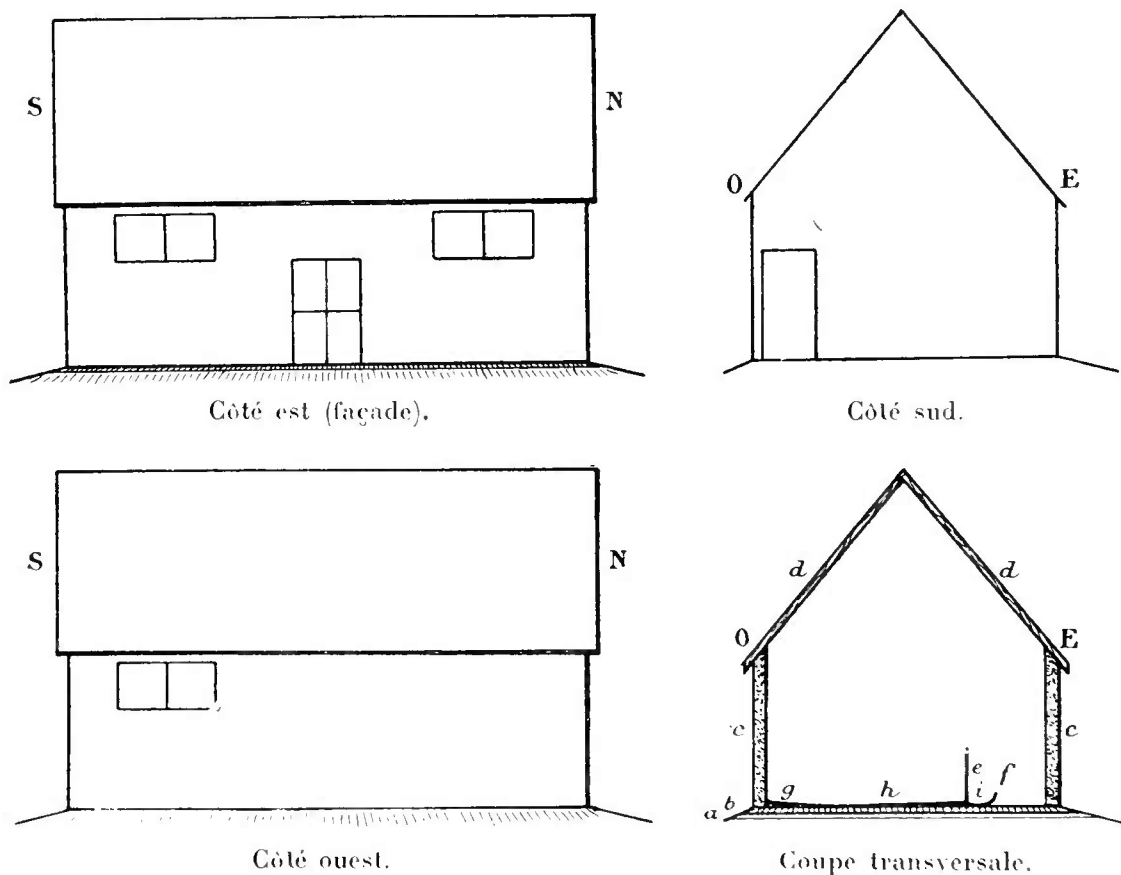 S
N
Côté est (façade).
O
E
Côté sud.
S
N
Côté ouest.
d
d
O
E
c
c
e
f
g
h
i
a b
Coupe transversale.